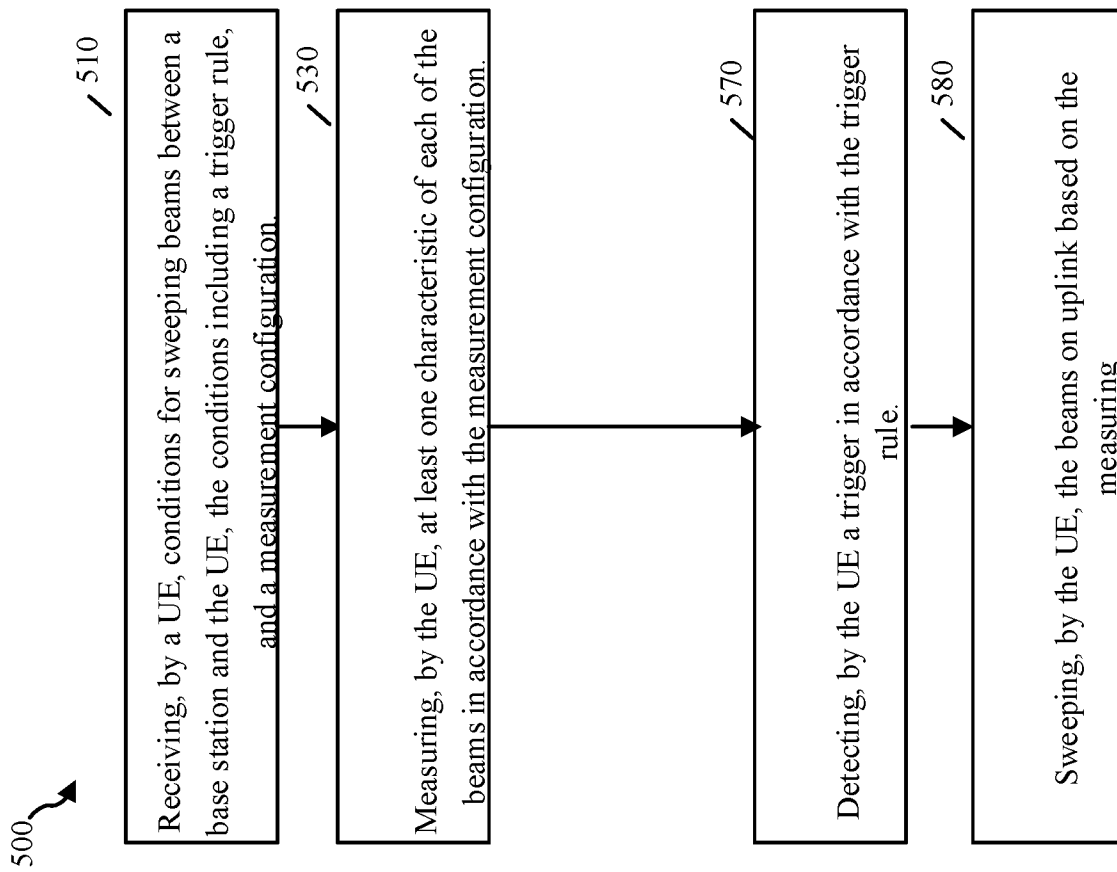 500
510
Receiving, by a UE, conditions for sweeping beams between a
base station and the UE, the conditions including a trigger rule,
and a measurement configuration.
530
Measuring, by the UE, at least one characteristic of each of the
beams in accordance with the measurement configuration.
570
Detecting, by the UE a trigger in accordance with the trigger
rule.
580
Sweeping, by the UE, the beams on uplink based on the
measuring